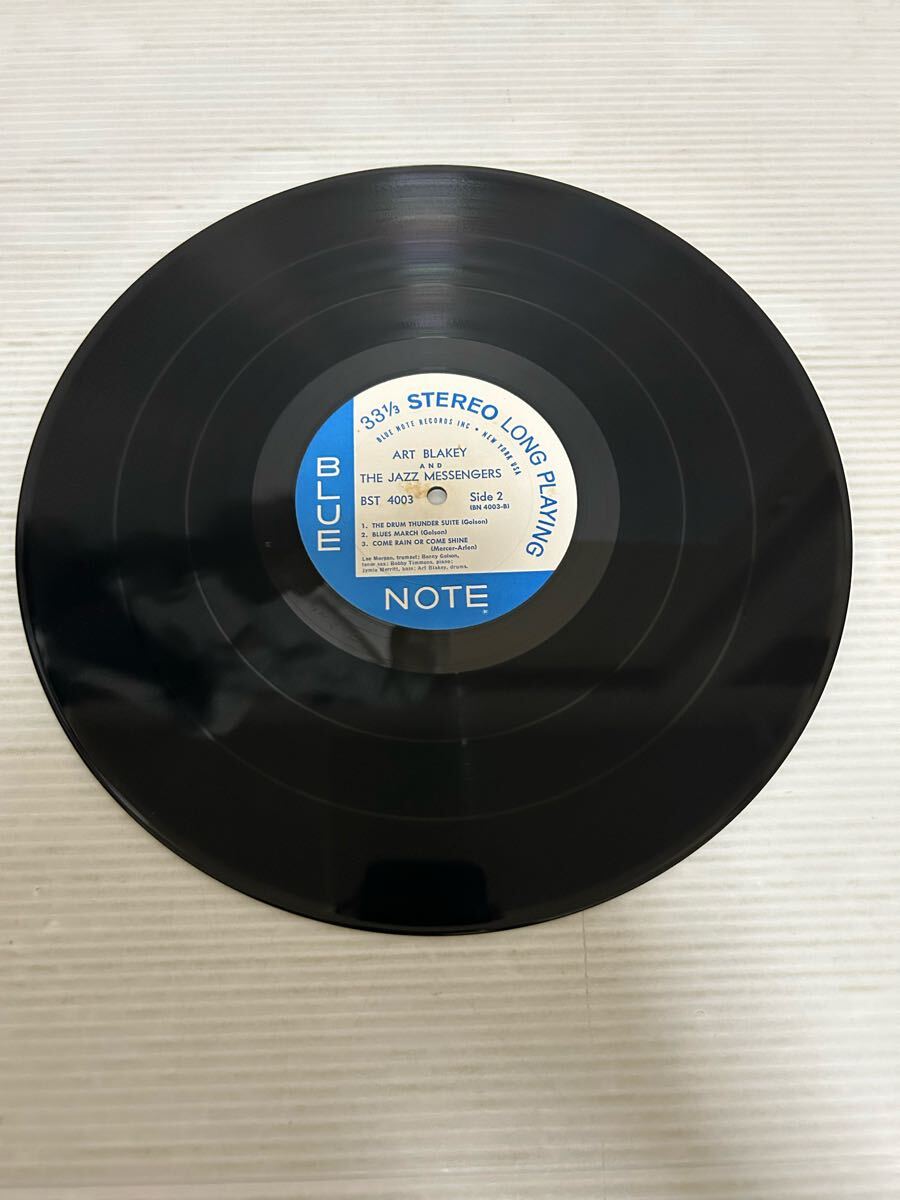 33⅓ STEREO LONG PLAYING
BLUE NOTE RECORDS INC • NEW YORK USA
ART BLAKEY
AND
THE JAZZ MESSENGERS
BST 4003 Side 2
(BN 4003-B)
1. THE DRUM THUNDER SUITE (Golson)
2. BLUES MARCH (Golson)
3. COME RAIN OR COME SHINE
(Mercer-Arlen)
Lee Morgan, trumpet; Benny Golson,
tenor sax; Bobby Timmons, piano;
Jymie Merritt, bass; Art Blakey, drums.
BLUE
NOTE